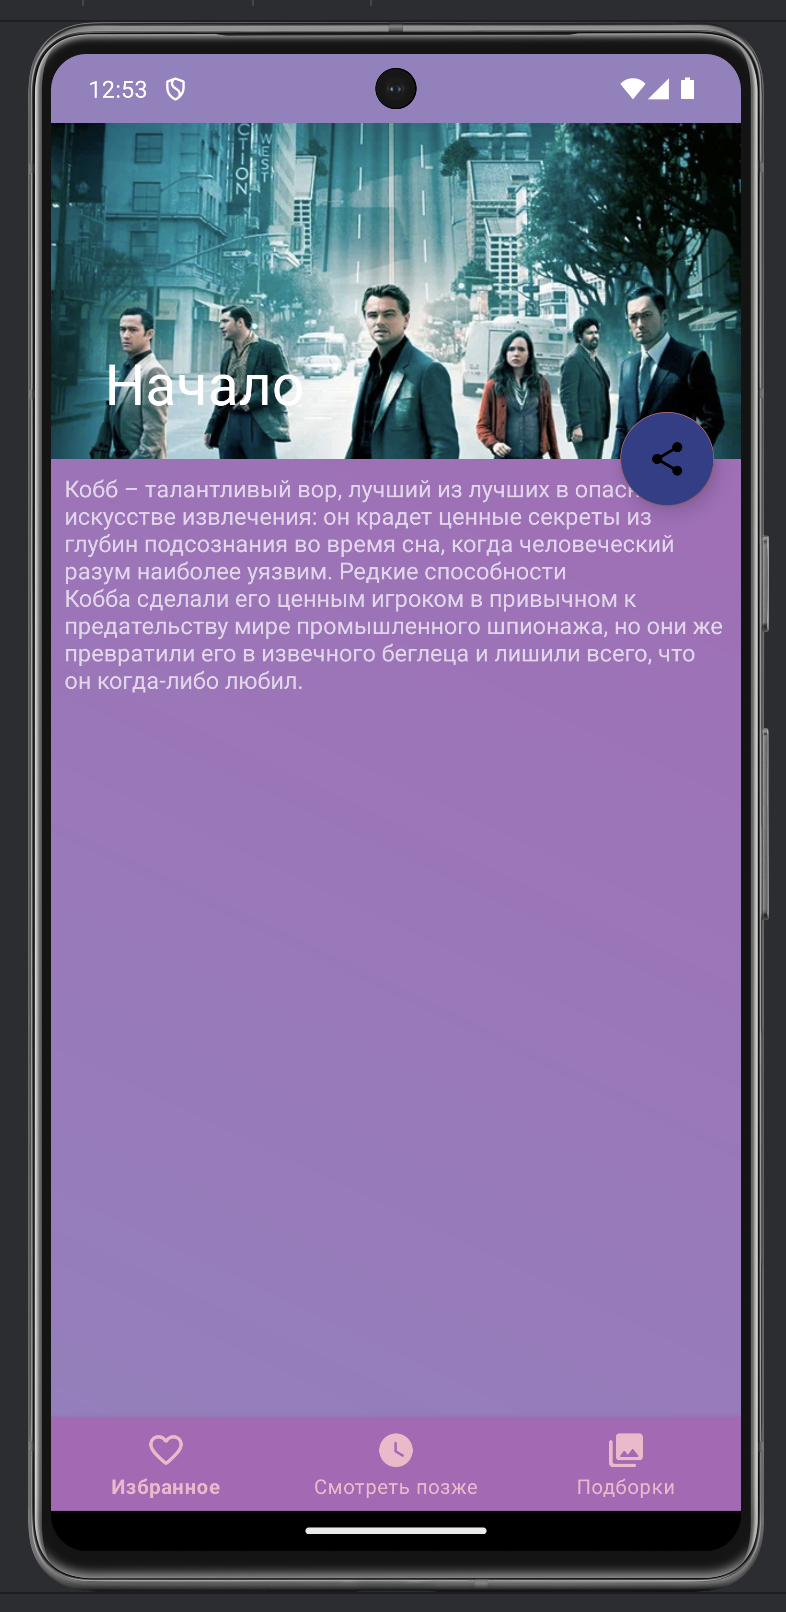 12:53
CTION
WEST
Начало
Кобб – талантливый вор, лучший из лучших в
искусстве извлечения: он крадет ценные секреты из
глубин подсознания во время сна, когда человеческий
разум наиболее уязвим. Редкие способности
Кобба сделали его ценным игроком в привычном к
предательству мире промышленного шпионажа, но они же
превратили его в извечного беглеца и лишили всего, что
он когда-либо любил.
Избранное
Смотреть позже
Подборки